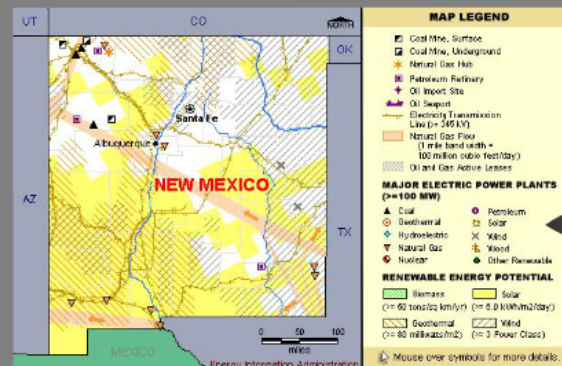 UT
CO
NORTH
OK
Santa Fe
Albuquerque
NEW MEXICO
AZ
TX
MEXICO
0 50 100
miles
Energy Information Administration
MAP LEGEND
Coal Mine, Surface
Coal Mine, Underground
Natural Gas Hub
Petroleum Refinery
Oil Import Site
Oil Seaport
Electricity Transmission
Line (>= 345 kV)
Natural Gas Flow
(1 mile band width =
100 million cubic feet/day)
Oil and Gas Active Leases
MAJOR ELECTRIC POWER PLANTS
(>=100 MW)
Coal Petroleum
Geothermal Solar
Hydroelectric Wind
Natural Gas Wood
Nuclear Other Renewable
RENEWABLE ENERGY POTENTIAL
Biomass Solar
(>= 60 tons/sq km/yr) (>= 6.0 kWh/m2/day)
Geothermal Wind
(>= 80 milliwatts/m2) (>= 3 Power Class)
Mouse over symbols for more details.